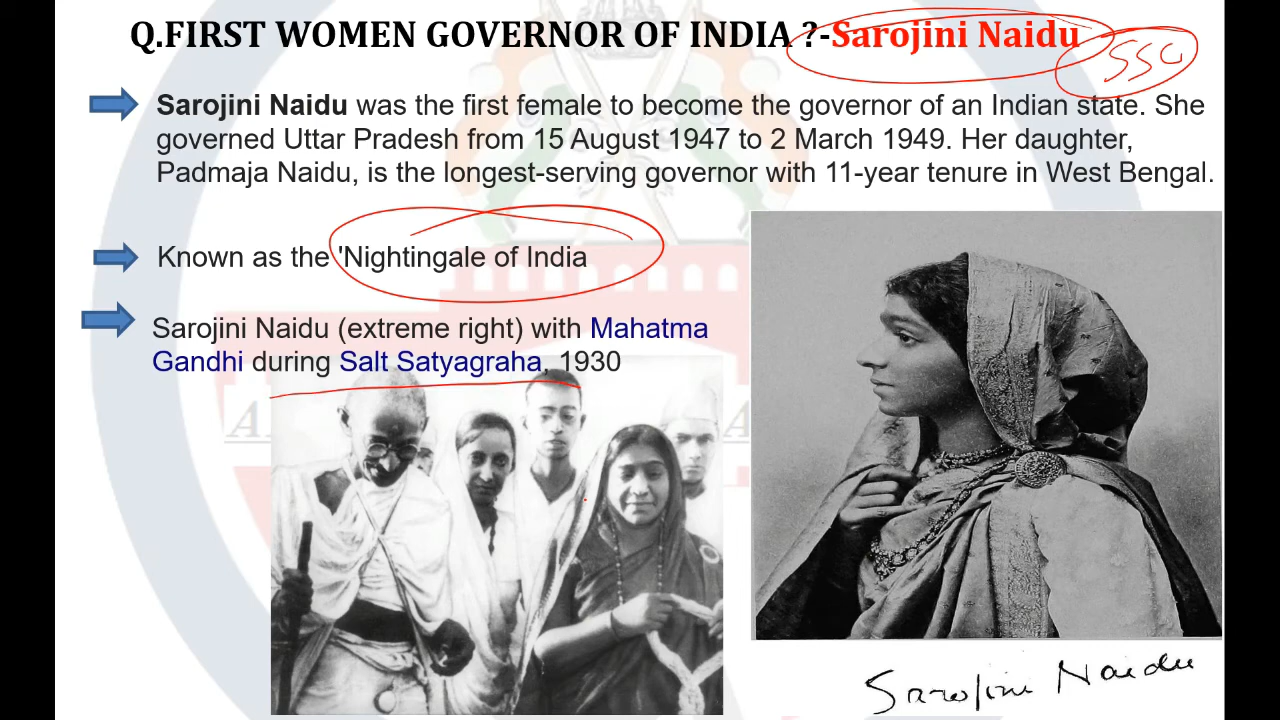 Q.FIRST WOMEN GOVERNOR OF INDIA ?-Sarojini Naidu
SSC
Sarojini Naidu was the first female to become the governor of an Indian state. She
governed Uttar Pradesh from 15 August 1947 to 2 March 1949. Her daughter,
Padmaja Naidu, is the longest-serving governor with 11-year tenure in West Bengal.
Known as the 'Nightingale of India
Sarojini Naidu (extreme right) with Mahatma
Gandhi during Salt Satyagraha, 1930
Sarojini Naidu